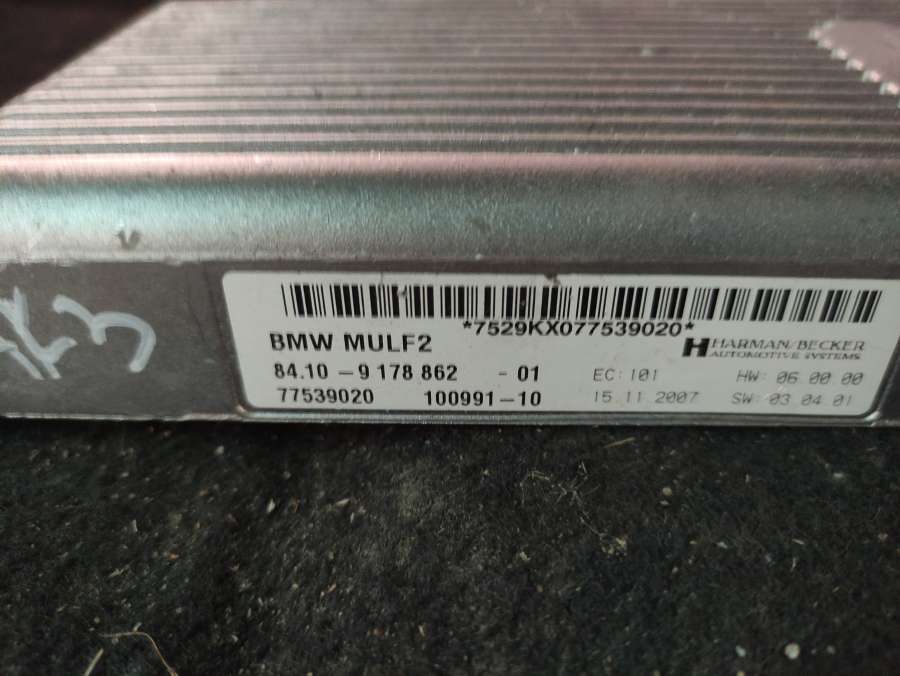 *7529KX077539020*
BMW MULF2
HARMAN/BECKER
AUTOMOTIVE SYSTEMS
84.10 - 9 178 862 - 01 EC: 101 HW: 06.00.00
77539020 100991-10 15.11.2007 SW: 03.04.01